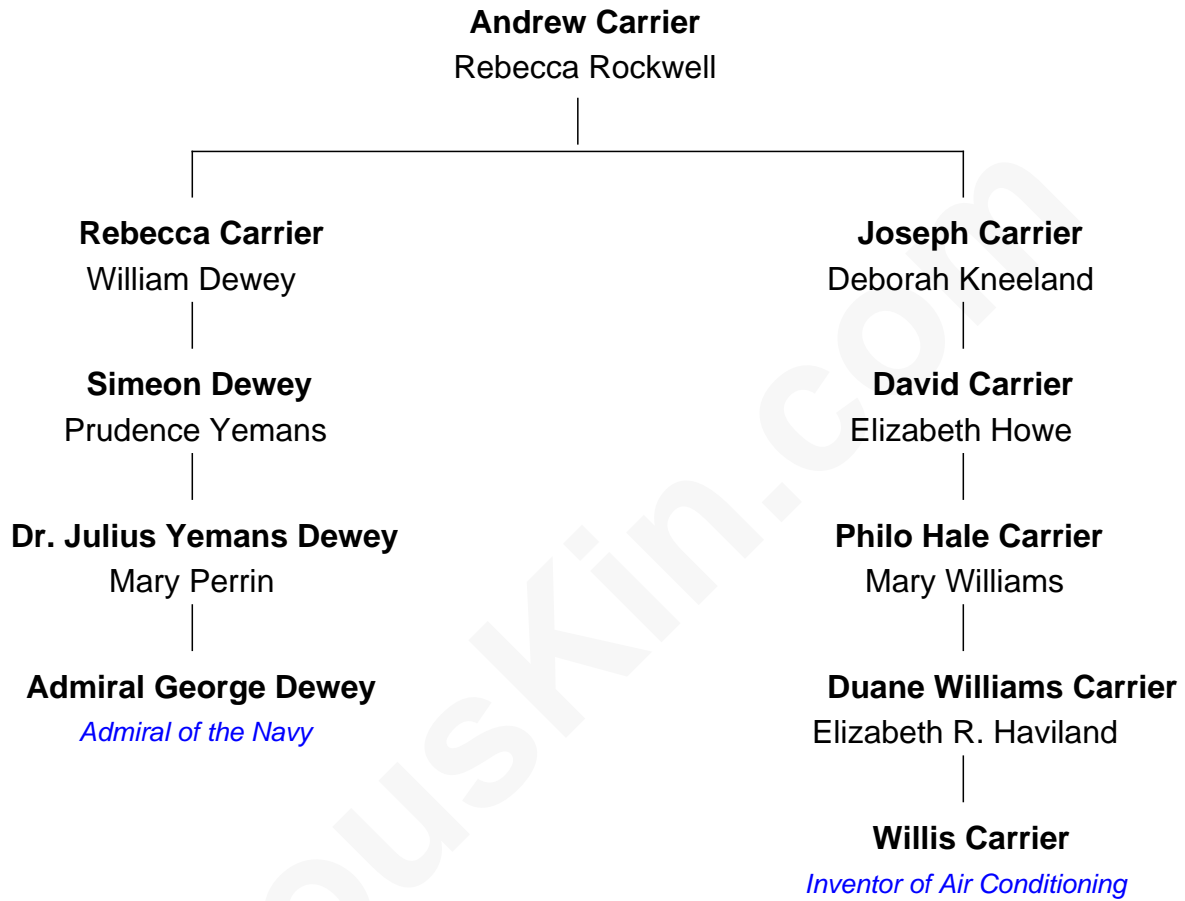 Andrew Carrier
Rebecca Rockwell
Rebecca Carrier
William Dewey
Joseph Carrier
Deborah Kneeland
Simeon Dewey
Prudence Yemans
David Carrier
Elizabeth Howe
Dr. Julius Yemans Dewey
Mary Perrin
Philo Hale Carrier
Mary Williams
Admiral George Dewey
Admiral of the Navy
Duane Williams Carrier
Elizabeth R. Haviland
Willis Carrier
Inventor of Air Conditioning
ousKin.com